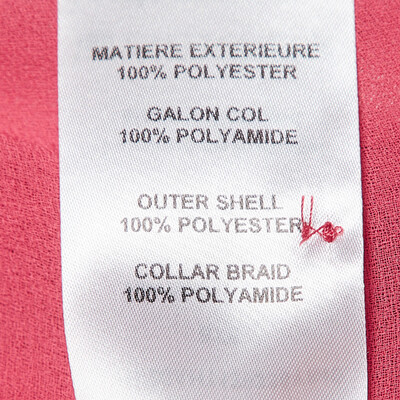 MATIERE EXTERIEURE
100% POLYESTER
GALON COL
100% POLYAMIDE
OUTER SHELL
100% POLYESTER
COLLAR BRAID
100% POLYAMIDE